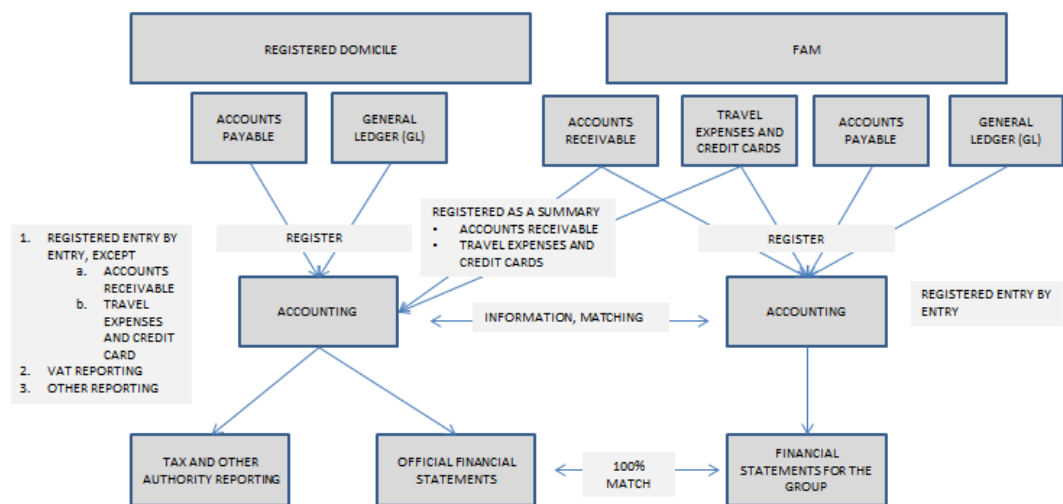 REGISTERED DOMICILE
FAM
ACCOUNTS
PAYABLE
GENERAL
LEDGER (GL)
ACCOUNTS
RECEIVABLE
TRAVEL
EXPENSES AND
CREDIT CARDS
ACCOUNTS
PAYABLE
GENERAL
LEDGER (GL)
1. REGISTERED ENTRY BY
ENTRY, EXCEPT
a. ACCOUNTS
RECEIVABLE
b. TRAVEL
EXPENSES
AND CREDIT
CARD
2. VAT REPORTING
3. OTHER REPORTING
REGISTER
REGISTERED AS A SUMMARY
• ACCOUNTS RECEIVABLE
• TRAVEL EXPENSES AND
CREDIT CARDS
REGISTER
ACCOUNTING
INFORMATION, MATCHING
ACCOUNTING
REGISTERED ENTRY BY
ENTRY
TAX AND OTHER
AUTHORITY REPORTING
OFFICIAL FINANCIAL
STATEMENTS
100%
MATCH
FINANCIAL
STATEMENTS FOR THE
GROUP